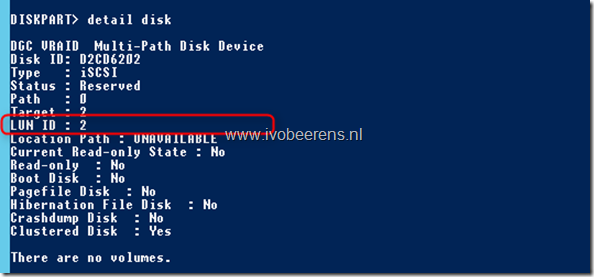 DISKPART> detail disk
DGC VRAID  Multi-Path Disk Device
Disk ID: D2CD6202
Type   : iSCSI
Status : Reserved
Path   : 0
Target : 2
LUN ID : 2
www.ivobeerens.nl
Location Path : UNAVAILABLE
Current Read-only State : No
Read-only  : No
Boot Disk  : No
Pagefile Disk  : No
Hibernation File Disk  : No
Crashdump Disk  : No
Clustered Disk  : Yes
There are no volumes.